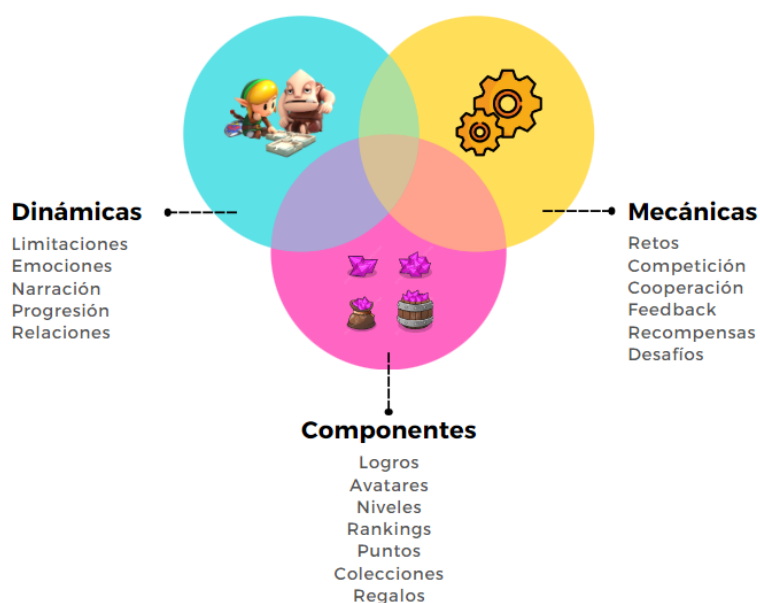 Dinámicas
Limitaciones
Emociones
Narración
Progresión
Relaciones
Mecánicas
Retos
Competición
Cooperación
Feedback
Recompensas
Desafíos
Componentes
Logros
Avatares
Niveles
Rankings
Puntos
Colecciones
Regalos